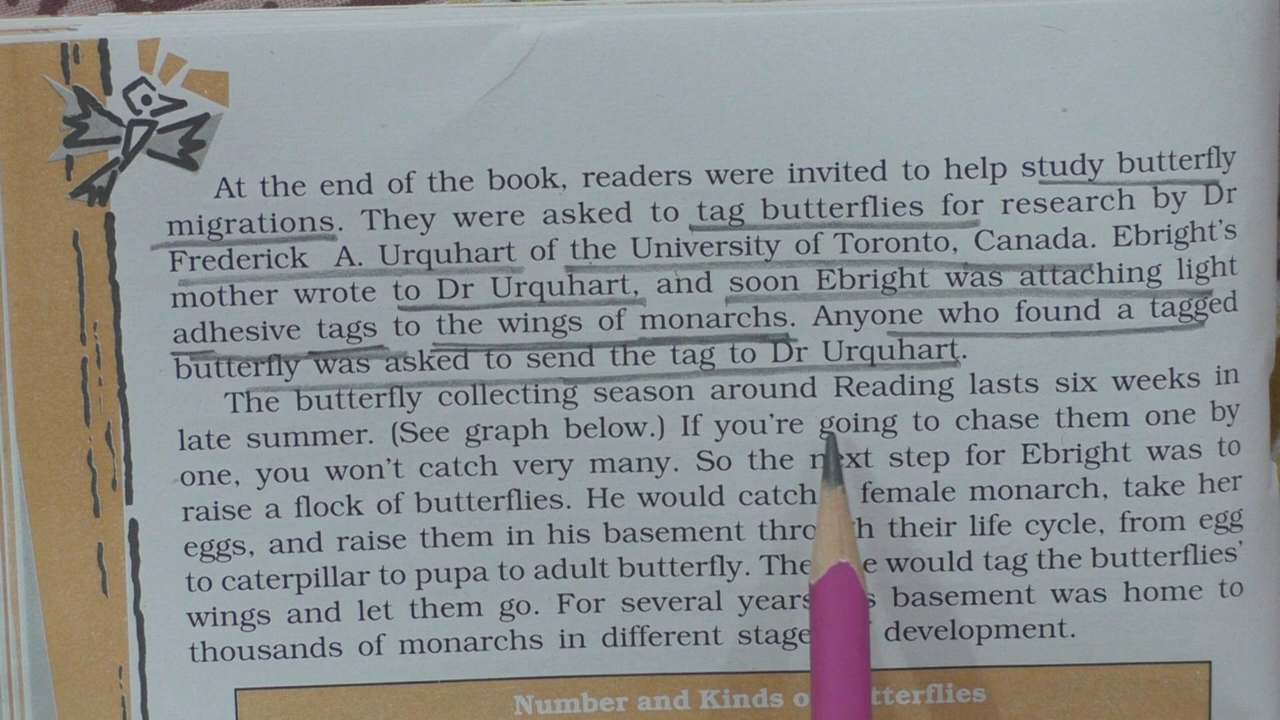 At the end of the book, readers were invited to help study butterfly
migrations. They were asked to tag butterflies for research by Dr
Frederick A. Urquhart of the University of Toronto, Canada. Ebright's
mother wrote to Dr Urquhart, and soon Ebright was attaching light
adhesive tags to the wings of monarchs. Anyone who found a tagged
butterfly was asked to send the tag to Dr Urquhart.
The butterfly collecting season around Reading lasts six weeks in
late summer. (See graph below.) If you're going to chase them one by
one, you won't catch very many. So the next step for Ebright was to
raise a flock of butterflies. He would catch female monarch, take her
eggs, and raise them in his basement through their life cycle, from egg
to caterpillar to pupa to adult butterfly. would tag the butterflies'
wings and let them go. For several years basement was home to
thousands of monarchs in different development.
Number and Kinds